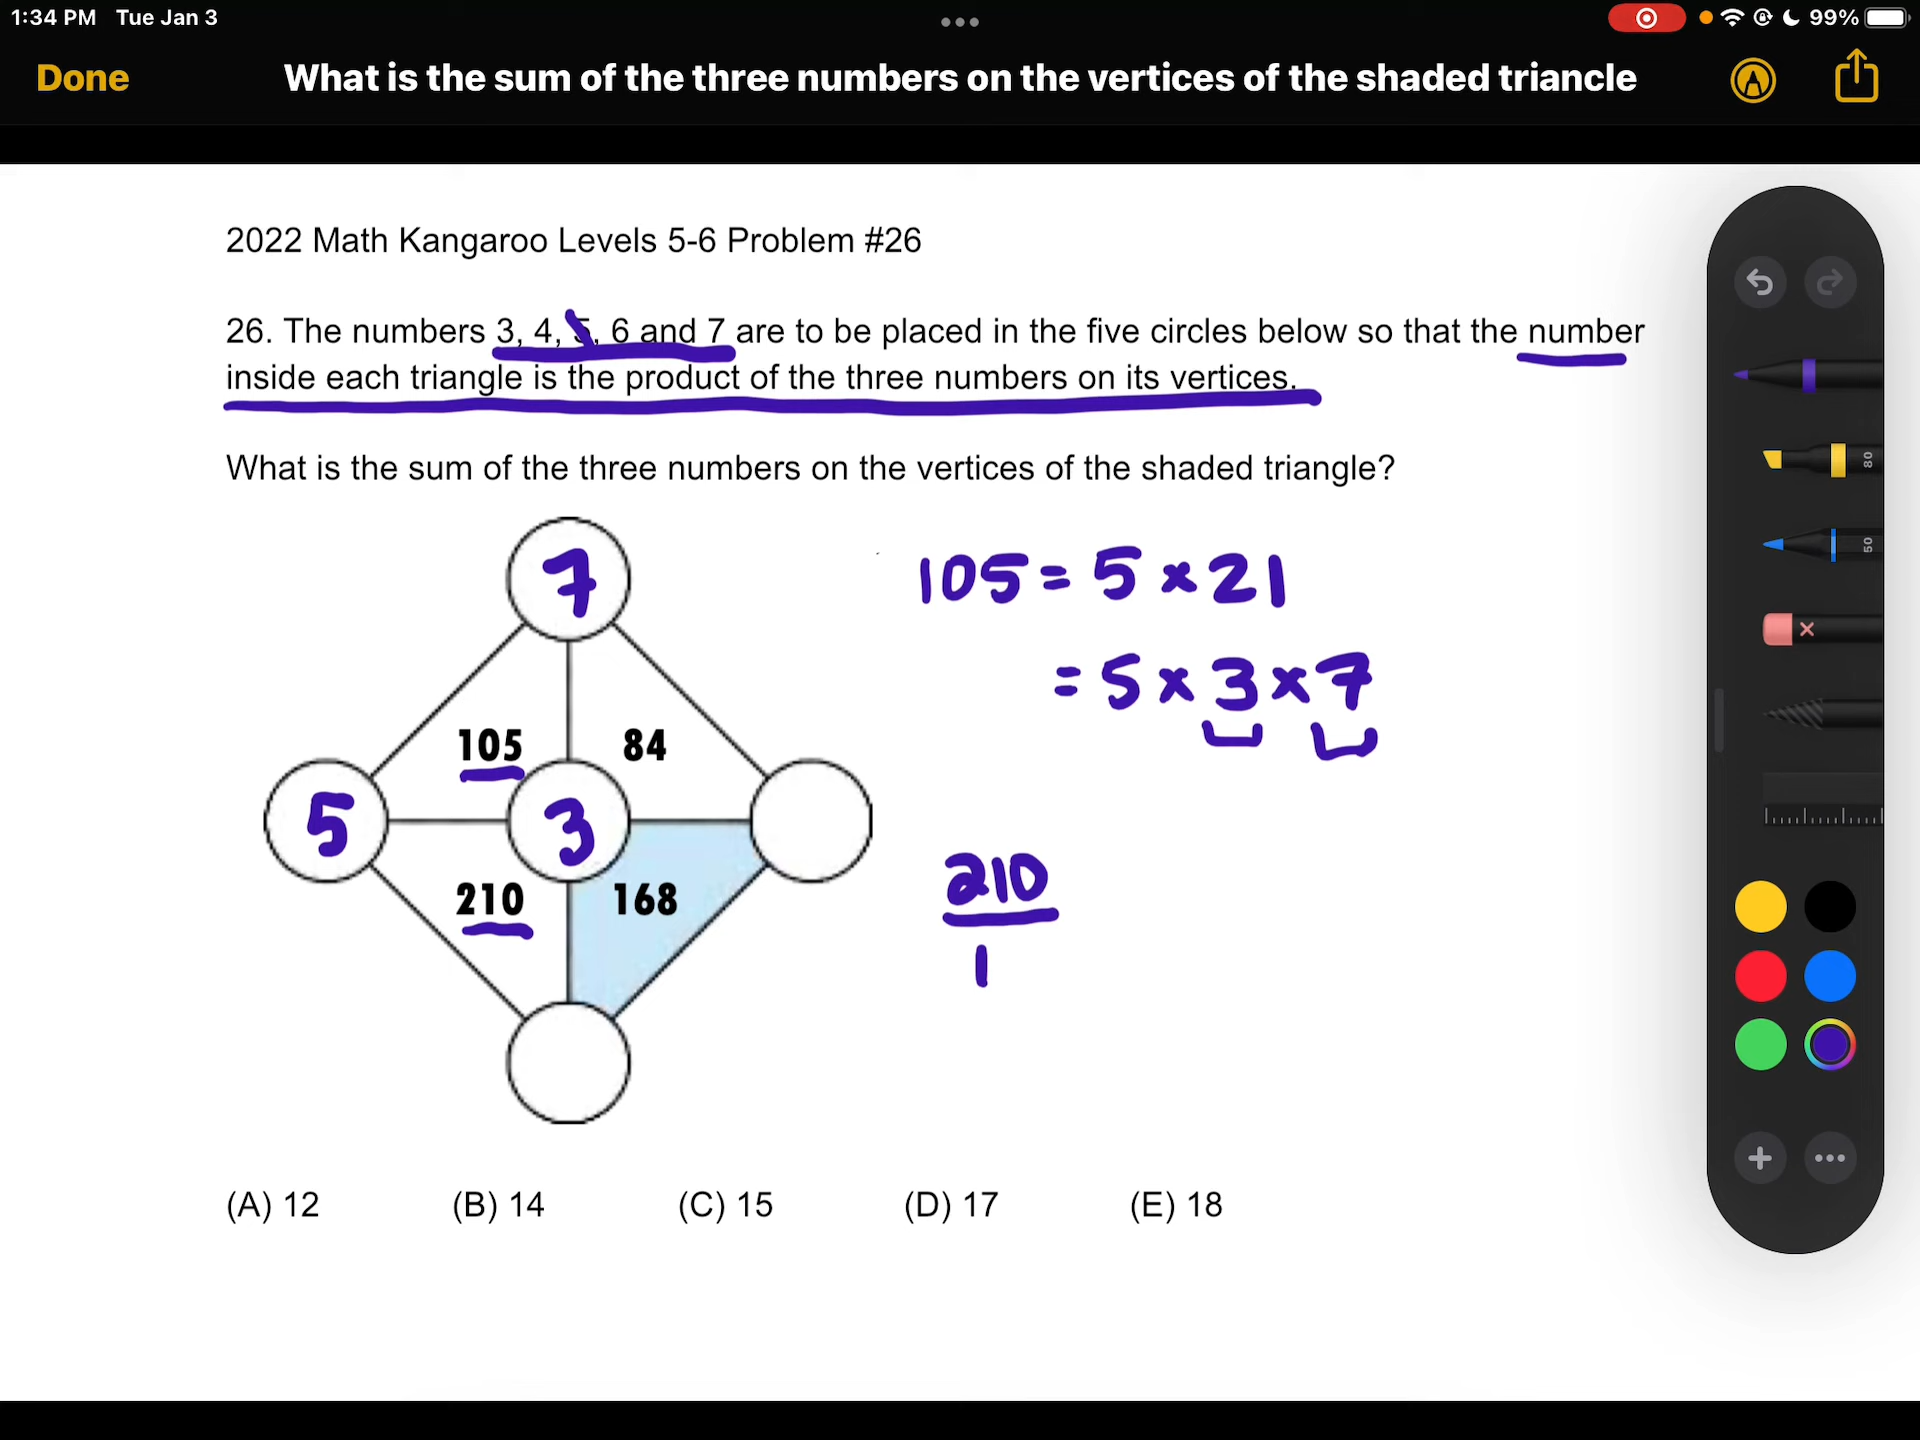 1:34 PM Tue Jan 3
99%
Done
What is the sum of the three numbers on the vertices of the shaded triancle
2022 Math Kangaroo Levels 5-6 Problem #26
26. The numbers 3, 4, 5, 6 and 7 are to be placed in the five circles below so that the number
inside each triangle is the product of the three numbers on its vertices.
What is the sum of the three numbers on the vertices of the shaded triangle?
7
105 = 5 × 21
= 5 × 3 × 7
105 84
5 3
210 168
210
1
(A) 12 (B) 14 (C) 15 (D) 17 (E) 18
80
50